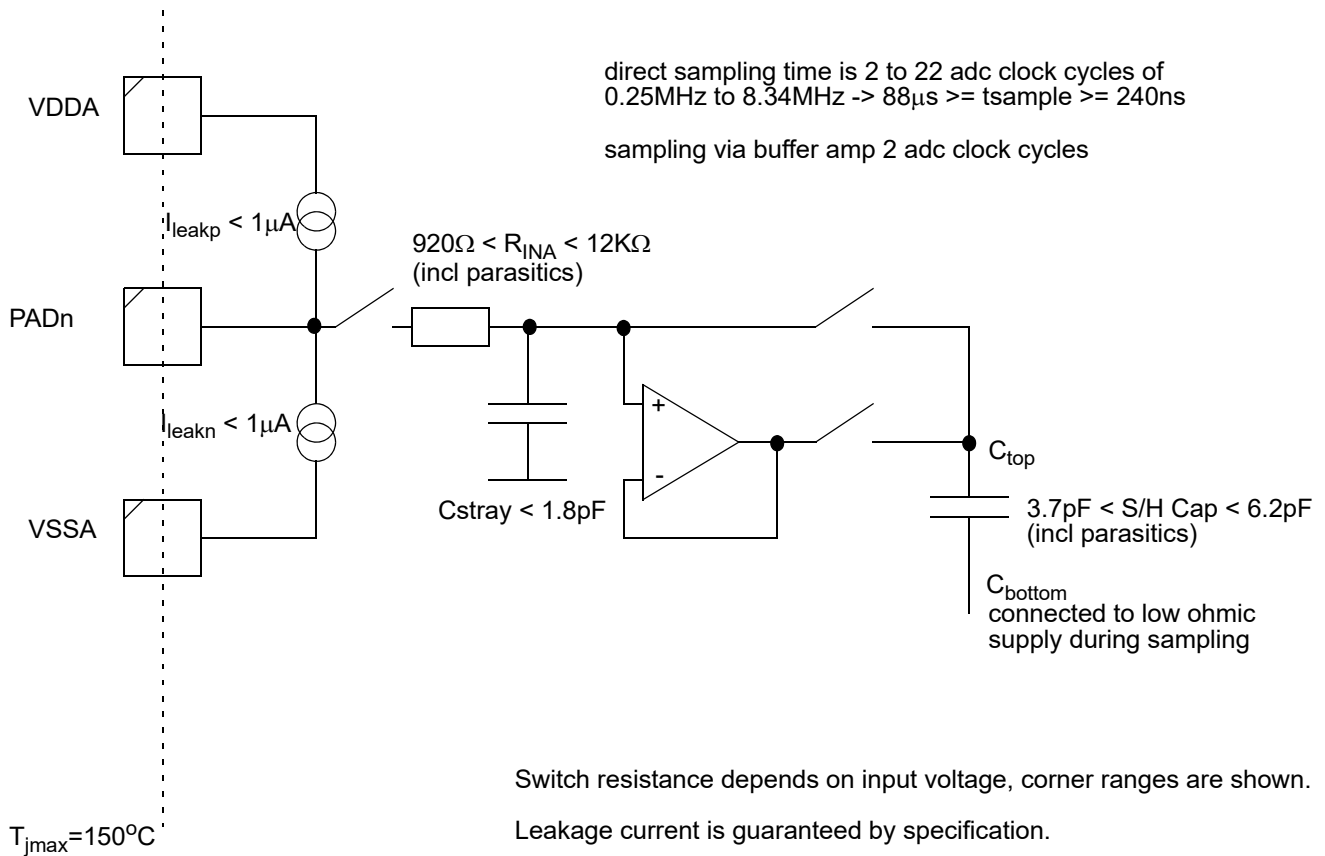 direct sampling time is 2 to 22 adc clock cycles of
0.25MHz to 8.34MHz -> 88μs >= tsample >= 240ns
sampling via buffer amp 2 adc clock cycles
VDDA
Ileakp < 1μA
920Ω < RINA < 12KΩ
(incl parasitics)
PADn
Ileakn < 1μA
+
-
Ctop
Cstray < 1.8pF
3.7pF < S/H Cap < 6.2pF
(incl parasitics)
VSSA
Cbottom
connected to low ohmic
supply during sampling
Switch resistance depends on input voltage, corner ranges are shown.
Leakage current is guaranteed by specification.
Tjmax=150oC